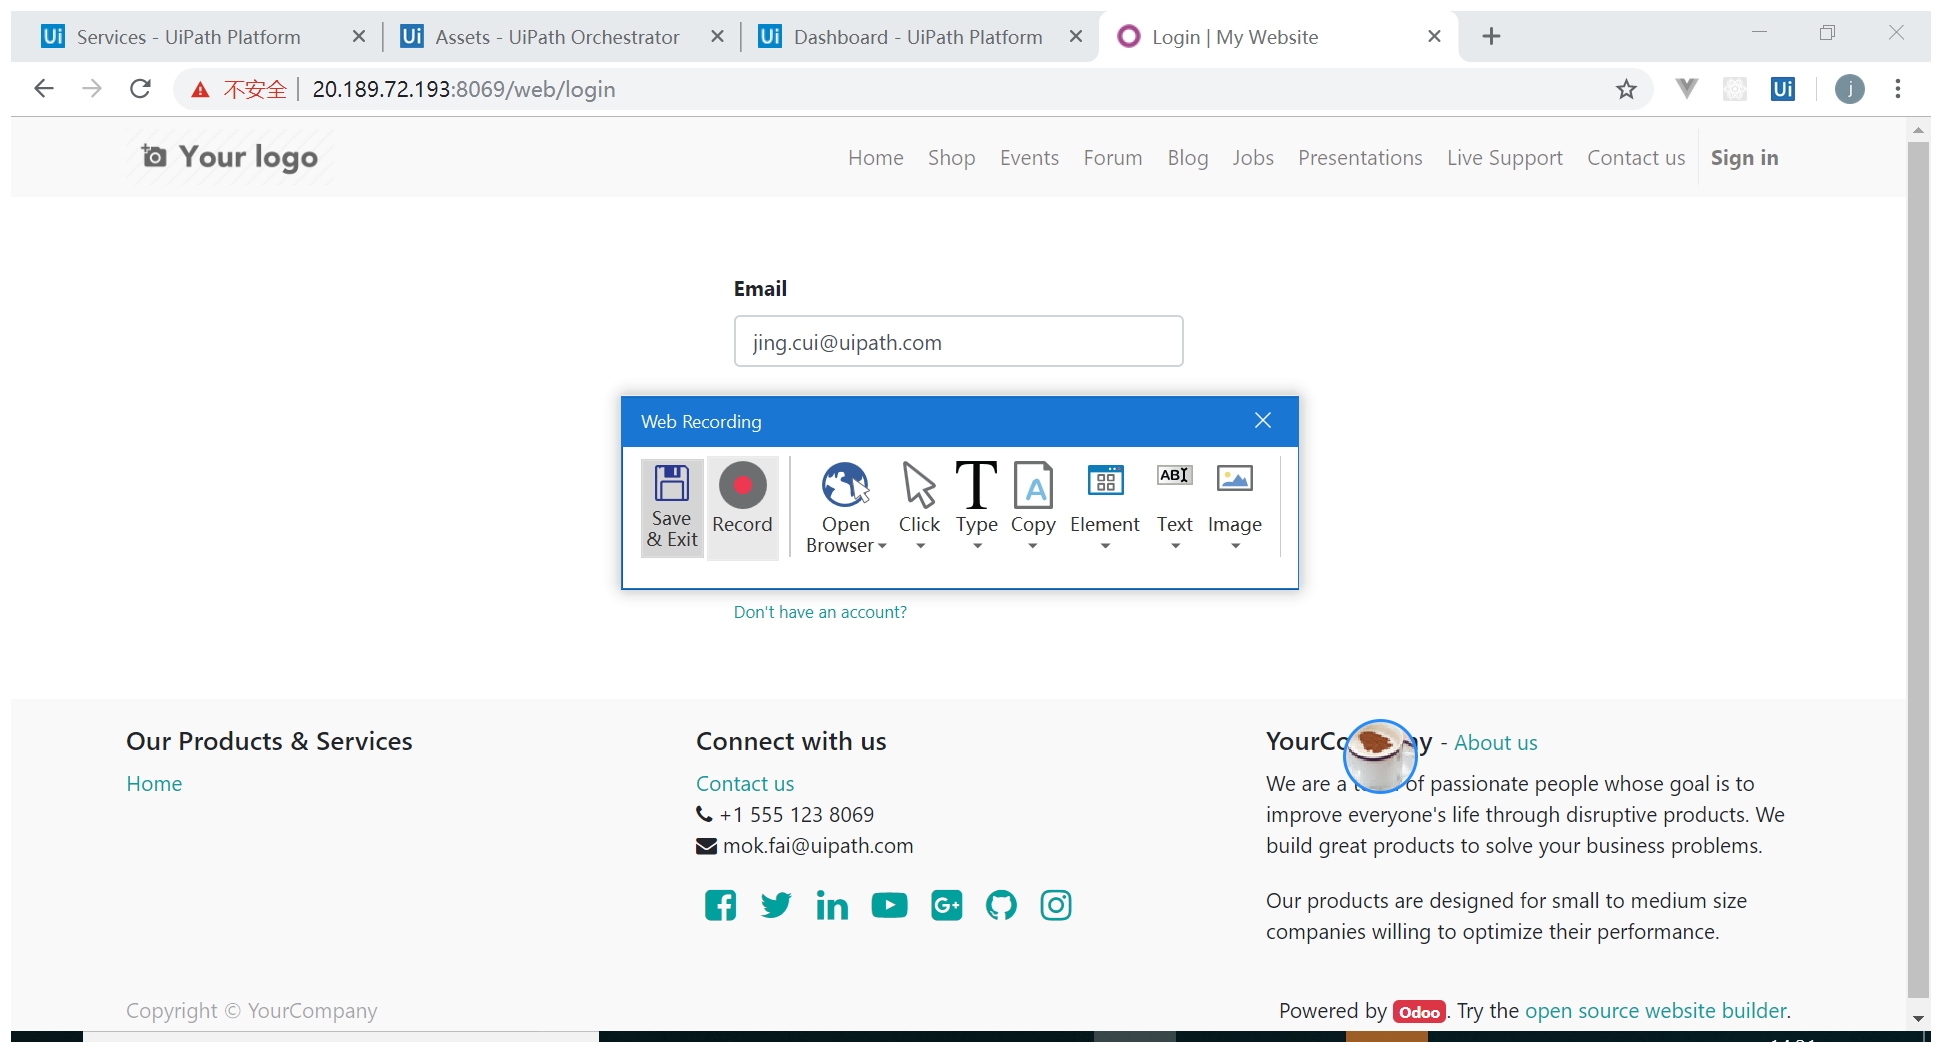 Services - UiPath Platform
Assets - UiPath Orchestrator
Dashboard - UiPath Platform
Login | My Website
不安全 20.189.72.193:8069/web/login
Ui
j
Your logo
Home Shop Events Forum Blog Jobs Presentations Live Support Contact us Sign in
Email
jing.cui@uipath.com
Web Recording
Save & Exit
Record
Open Browser
Click
Type
Copy
Element
Text
Image
Don't have an account?
Our Products & Services
Home
Connect with us
Contact us
+1 555 123 8069
mok.fai@uipath.com
- About us
We are a of passionate people whose goal is to
improve everyone's life through disruptive products. We
build great products to solve your business problems.
Our products are designed for small to medium size
companies willing to optimize their performance.
Copyright © YourCompany
Powered by Odoo. Try the open source website builder.